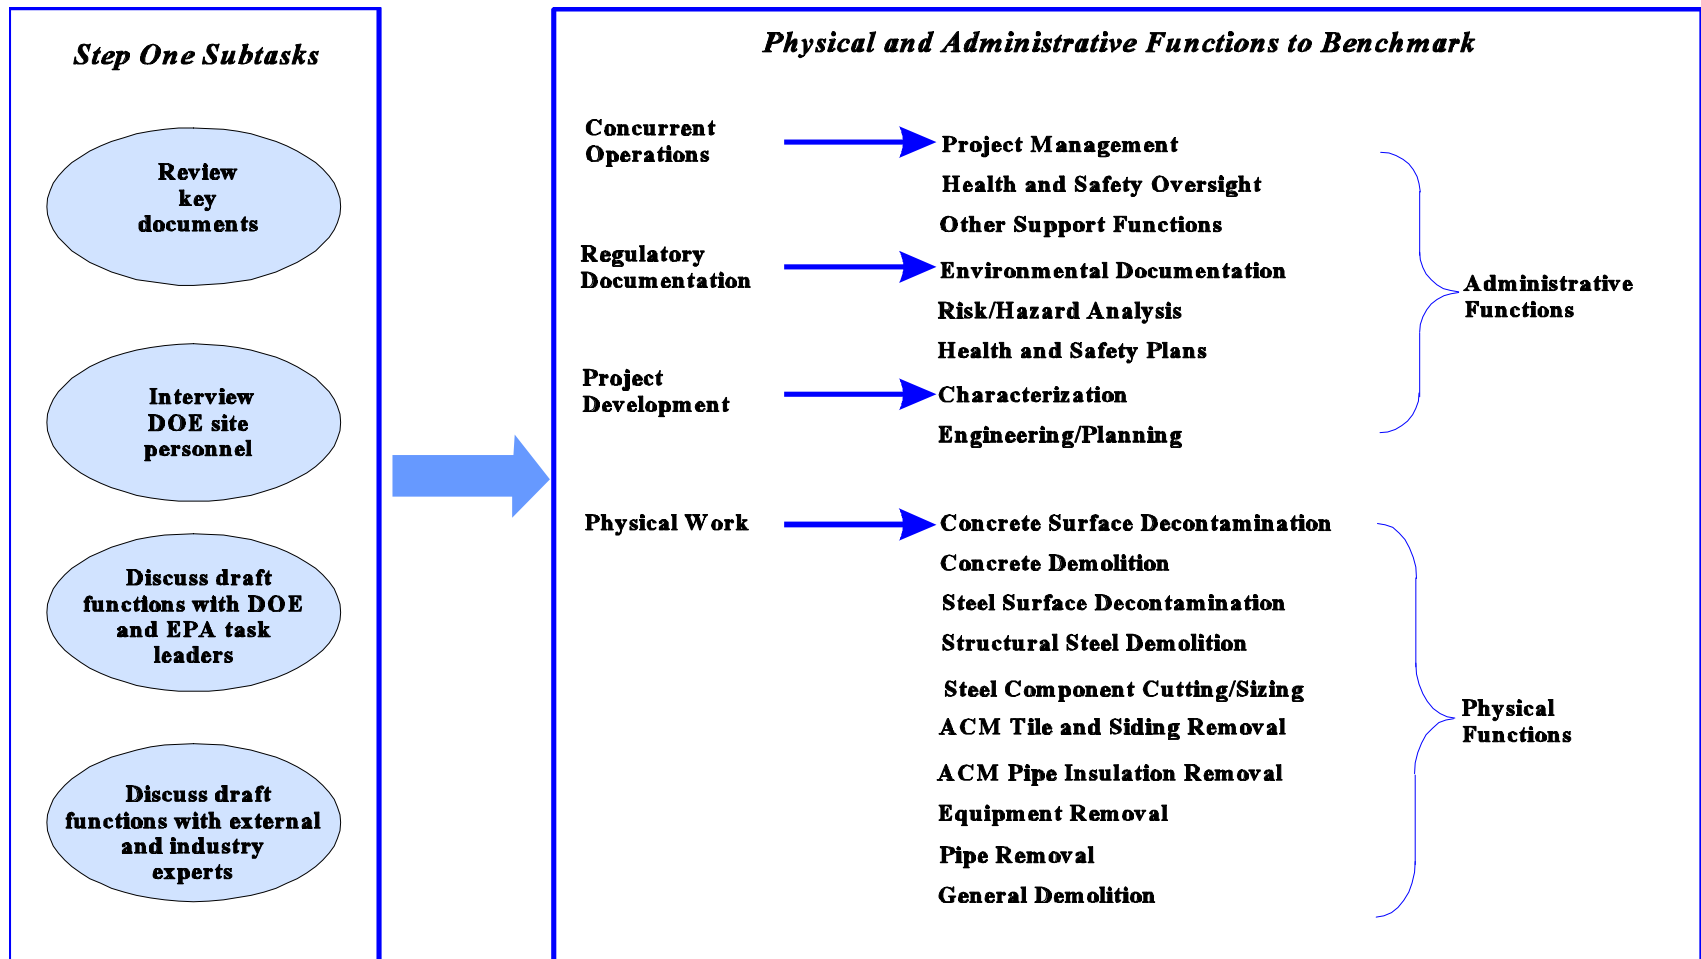 Step One Subtasks
Review
key
documents
Interview
DOE site
personnel
Discuss draft
functions with DOE
and EPA task
leaders
Discuss draft
functions with external
and industry
experts
Physical and Administrative Functions to Benchmark
Concurrent
Operations
Project Management
Health and Safety Oversight
Other Support Functions
Regulatory
Documentation
Environmental Documentation
Risk/Hazard Analysis
Health and Safety Plans
Project
Development
Characterization
Engineering/Planning
Administrative
Functions
Physical Work
Concrete Surface Decontamination
Concrete Demolition
Steel Surface Decontamination
Structural Steel Demolition
Steel Component Cutting/Sizing
ACM Tile and Siding Removal
ACM Pipe Insulation Removal
Equipment Removal
Pipe Removal
General Demolition
Physical
Functions